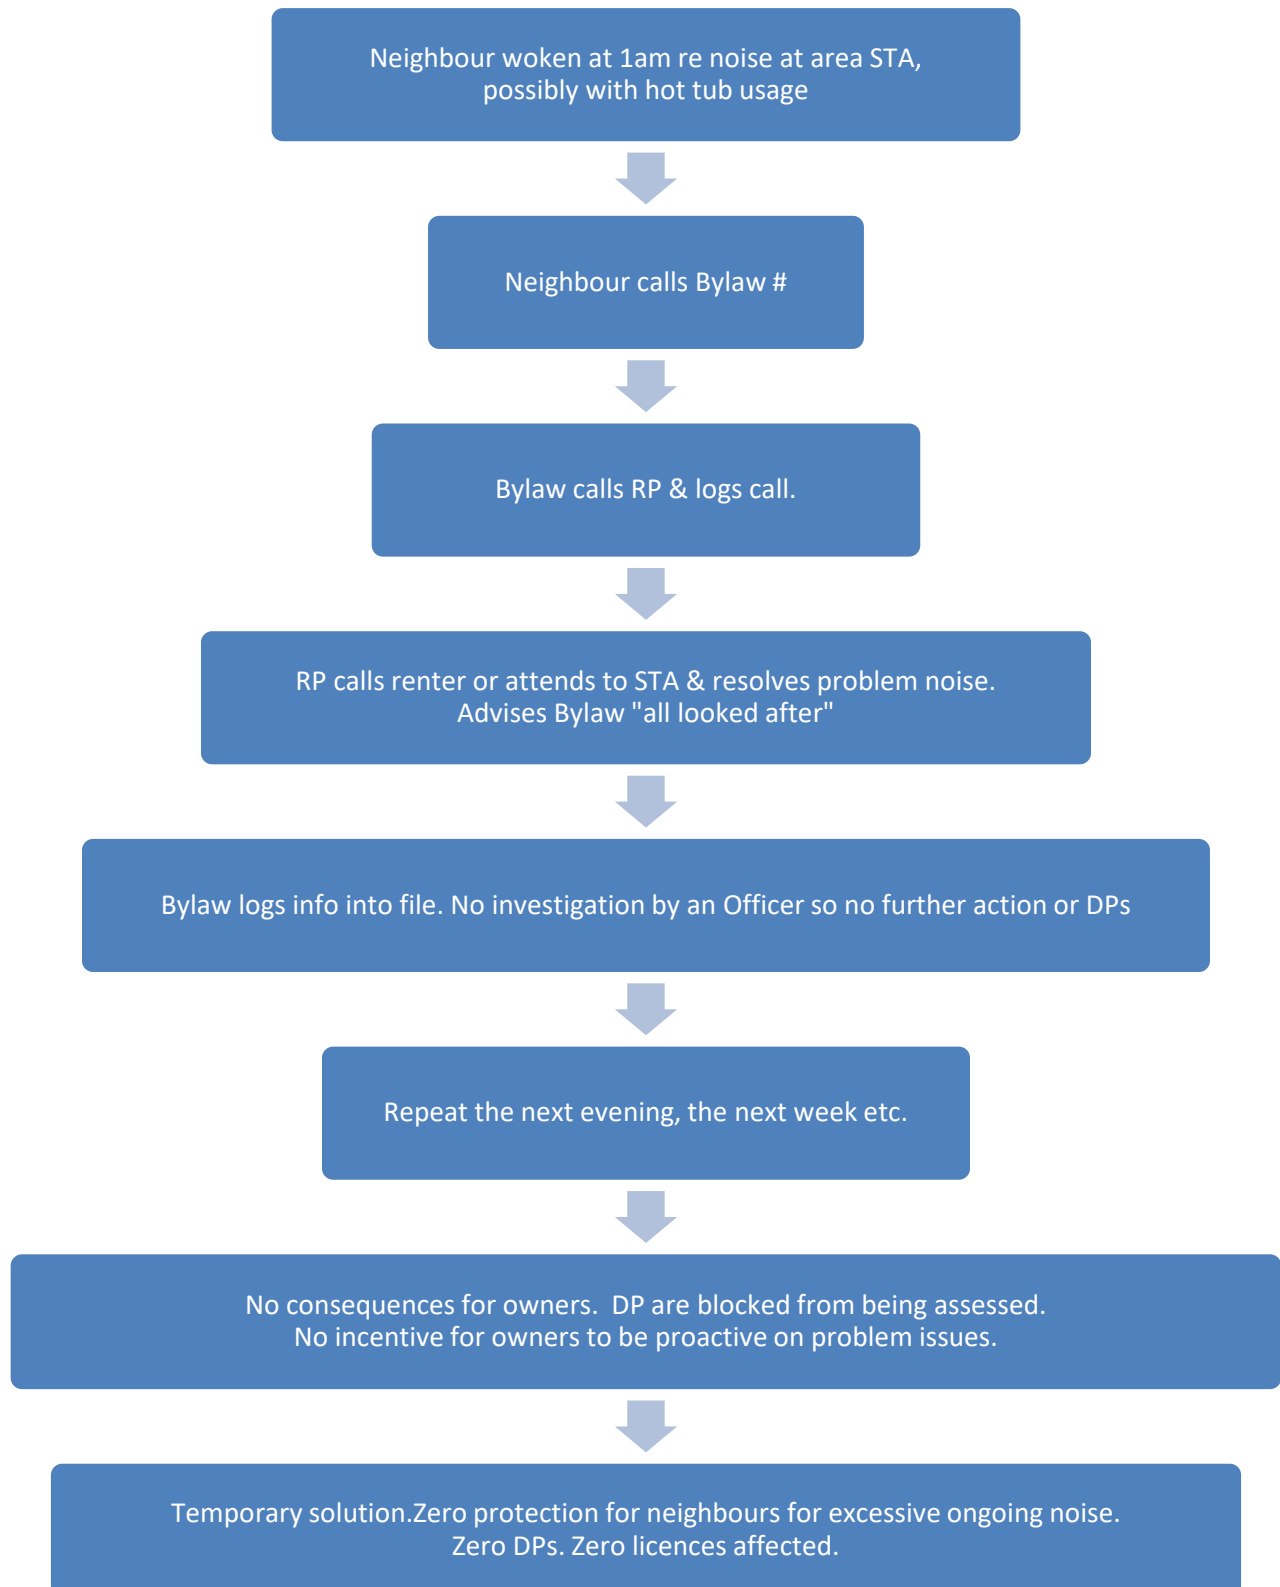 Neighbour woken at 1am re noise at area STA,
possibly with hot tub usage
Neighbour calls Bylaw #
Bylaw calls RP & logs call.
RP calls renter or attends to STA & resolves problem noise.
Advises Bylaw "all looked after"
Bylaw logs info into file. No investigation by an Officer so no further action or DPs
Repeat the next evening, the next week etc.
No consequences for owners.  DP are blocked from being assessed.
No incentive for owners to be proactive on problem issues.
Temporary solution.Zero protection for neighbours for excessive ongoing noise.
Zero DPs. Zero licences affected.